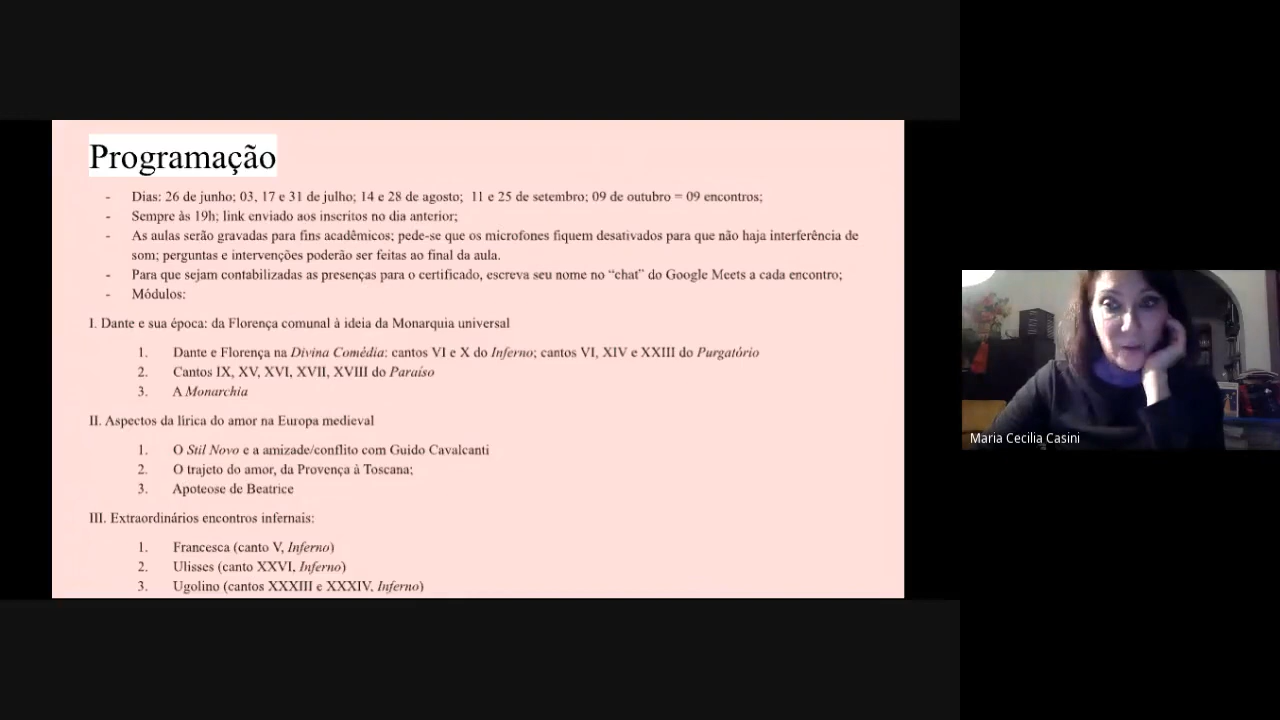 Programação
- Dias: 26 de junho; 03, 17 e 31 de julho; 14 e 28 de agosto; 11 e 25 de setembro; 09 de outubro = 09 encontros;
- Sempre às 19h; link enviado aos inscritos no dia anterior;
- As aulas serão gravadas para fins acadêmicos; pede-se que os microfones fiquem desativados para que não haja interferência de
som; perguntas e intervenções poderão ser feitas ao final da aula.
- Para que sejam contabilizadas as presenças para o certificado, escreva seu nome no “chat” do Google Meets a cada encontro;
- Módulos:
I. Dante e sua época: da Florença comunal à ideia da Monarquia universal
1. Dante e Florença na Divina Comédia: cantos VI e X do Inferno; cantos VI, XIV e XXIII do Purgatório
2. Cantos IX, XV, XVI, XVII, XVIII do Paraíso
3. A Monarchia
II. Aspectos da lírica do amor na Europa medieval
1. O Stil Novo e a amizade/conflito com Guido Cavalcanti
2. O trajeto do amor, da Provença à Toscana;
3. Apoteose de Beatrice
III. Extraordinários encontros infernais:
1. Francesca (canto V, Inferno)
2. Ulisses (canto XXVI, Inferno)
3. Ugolino (cantos XXXIII e XXXIV, Inferno)
Maria Cecilia Casini